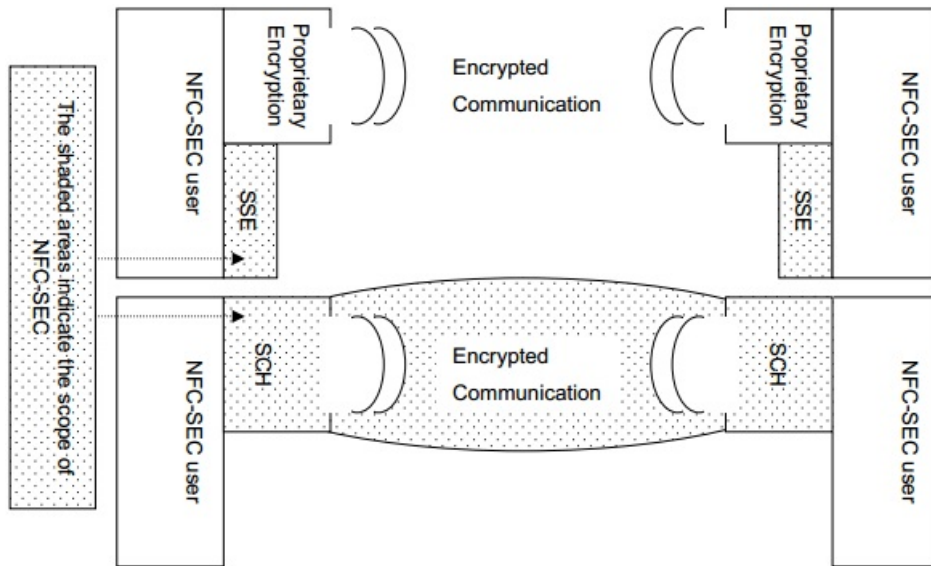 The shaded areas indicate the scope of
NFC-SEC
NFC-SEC user
Proprietary
Encryption
SSE
Encrypted
Communication
Proprietary
Encryption
SSE
NFC-SEC user
NFC-SEC user
SCH
Encrypted
Communication
SCH
NFC-SEC user